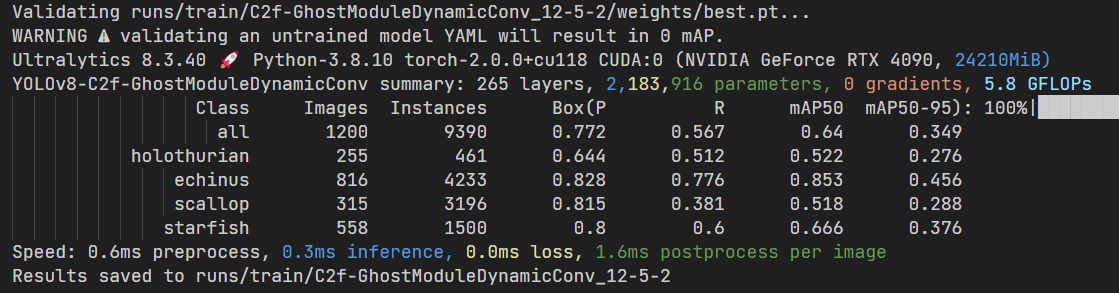 Validating runs/train/C2f-GhostModuleDynamicConv_12-5-2/weights/best.pt...
WARNING ⚠️ validating an untrained model YAML will result in 0 mAP.
Ultralytics 8.3.40 🚀 Python-3.8.10 torch-2.0.0+cu118 CUDA:0 (NVIDIA GeForce RTX 4090, 24210MiB)
YOLOv8-C2f-GhostModuleDynamicConv summary: 265 layers, 2,183,916 parameters, 0 gradients, 5.8 GFLOPs
Class Images Instances Box(P R mAP50 mAP50-95): 100%|
all 1200 9390 0.772 0.567 0.64 0.349
holothurian 255 461 0.644 0.512 0.522 0.276
echinus 816 4233 0.828 0.776 0.853 0.456
scallop 315 3196 0.815 0.381 0.518 0.288
starfish 558 1500 0.8 0.6 0.666 0.376
Speed: 0.6ms preprocess, 0.3ms inference, 0.0ms loss, 1.6ms postprocess per image
Results saved to runs/train/C2f-GhostModuleDynamicConv_12-5-2